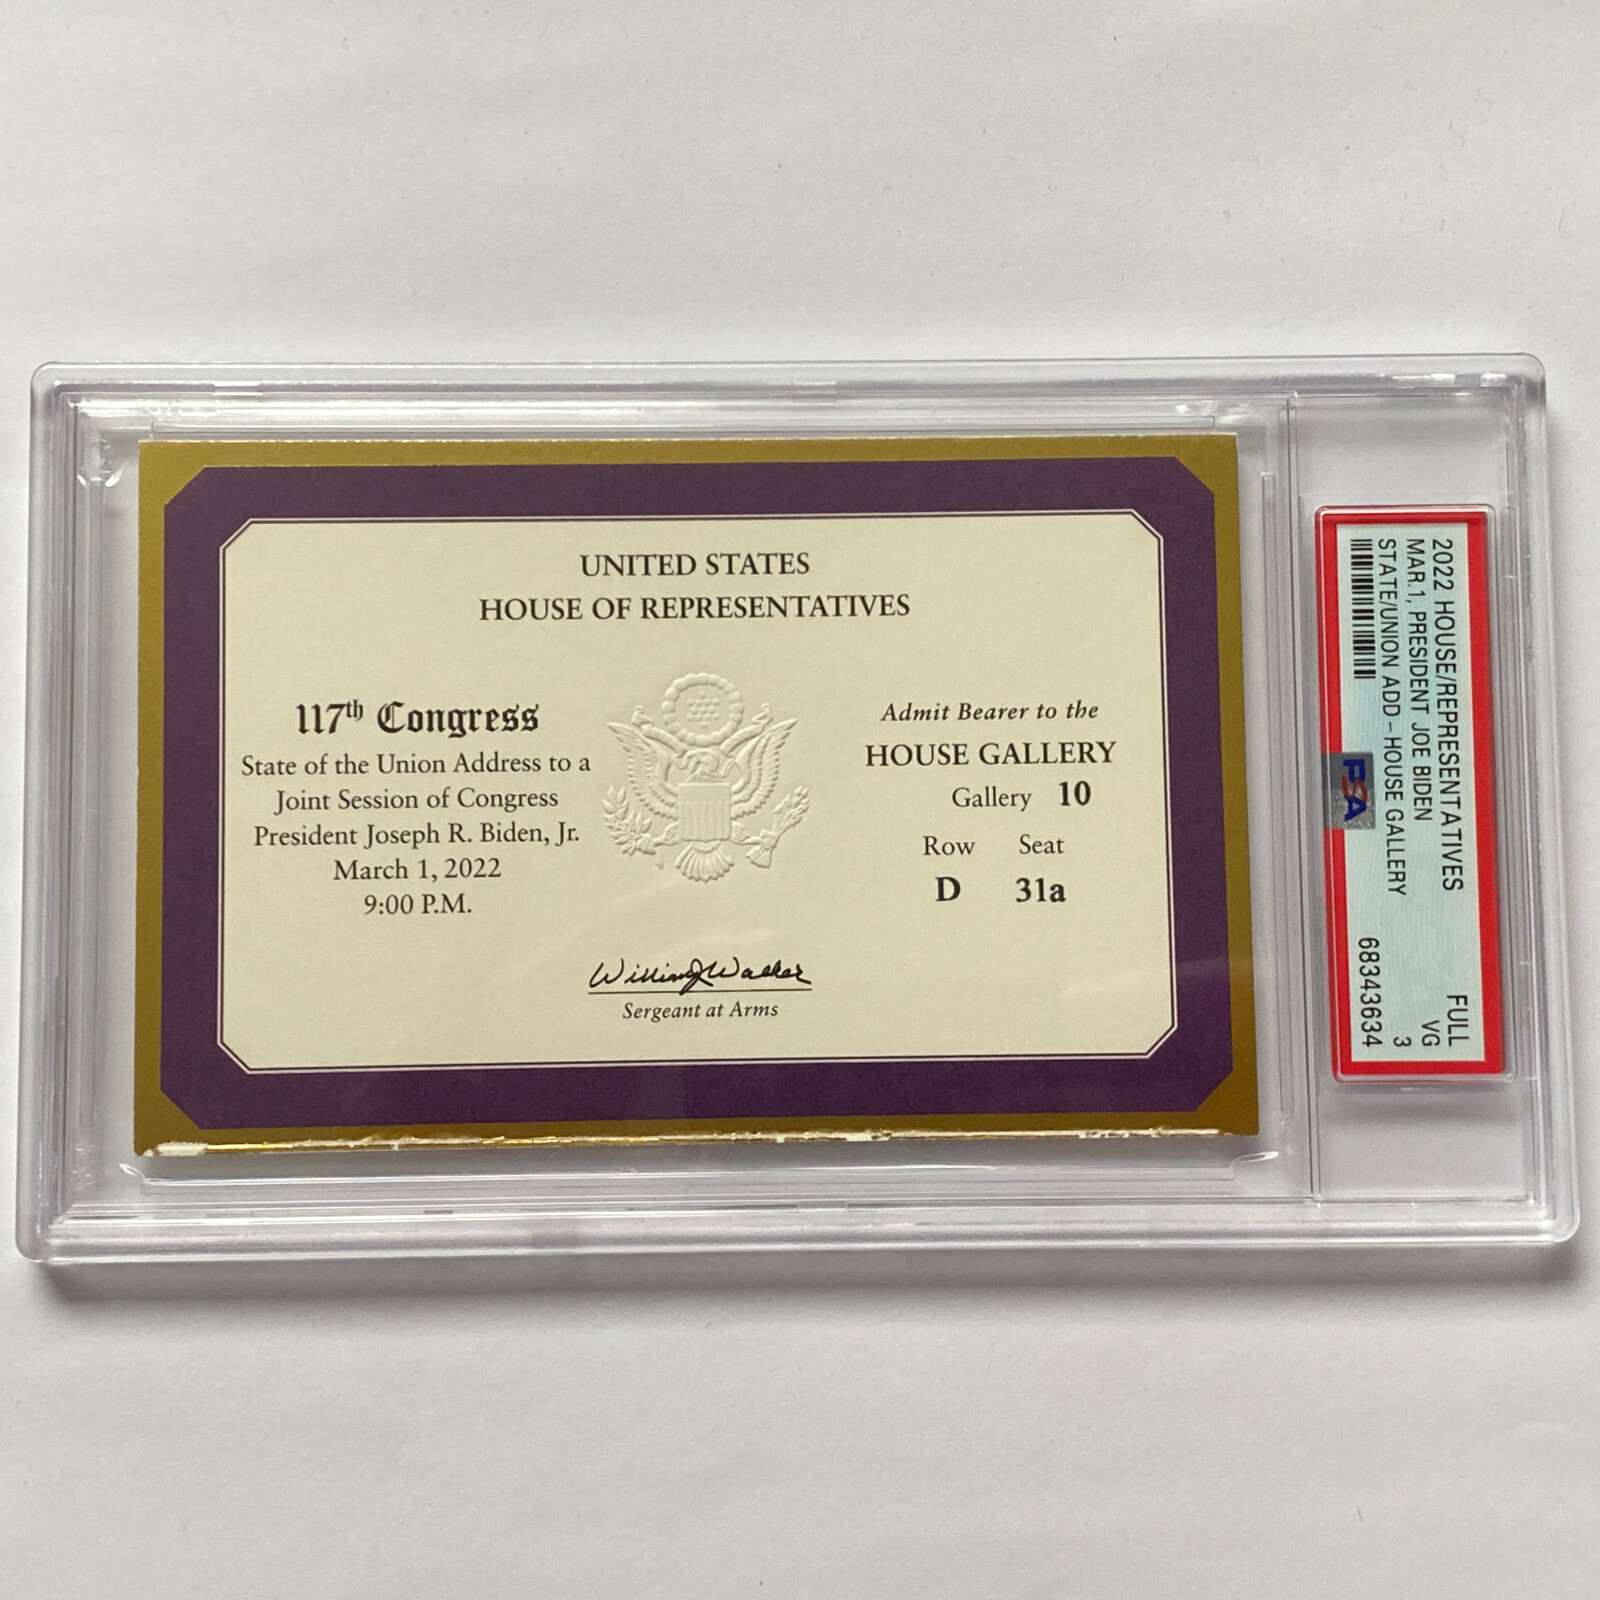 UNITED STATES
HOUSE OF REPRESENTATIVES
117th Congress
State of the Union Address to a
Joint Session of Congress
President Joseph R. Biden, Jr.
March 1, 2022
9:00 P.M.
Admit Bearer to the
HOUSE GALLERY
Gallery 10
Row Seat
D 31a
William J Walker
Sergeant at Arms
2022 HOUSE/REPRESENTATIVES FULL
MAR.1, PRESIDENT JOE BIDEN VG
STATE/UNION ADD - HOUSE GALLERY 3
68343634
PSA